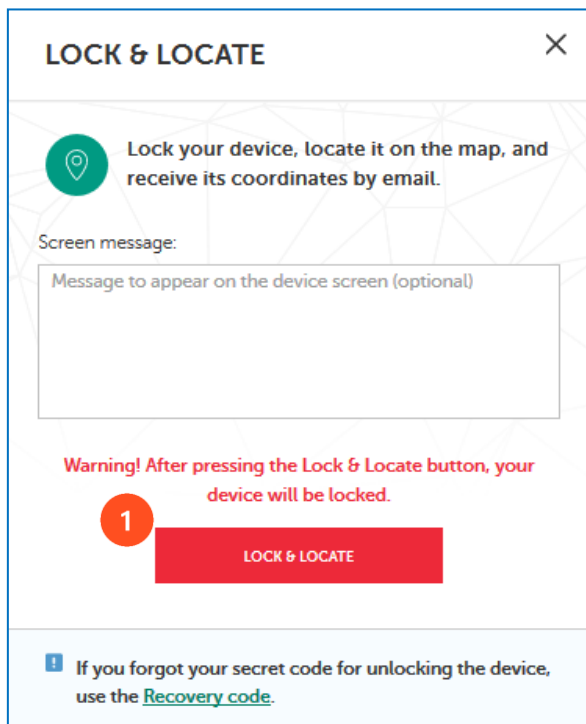 LOCK & LOCATE
Lock your device, locate it on the map, and
receive its coordinates by email.
Screen message:
Message to appear on the device screen (optional)
Warning! After pressing the Lock & Locate button, your
device will be locked.
1
LOCK & LOCATE
! If you forgot your secret code for unlocking the device,
use the Recovery code.